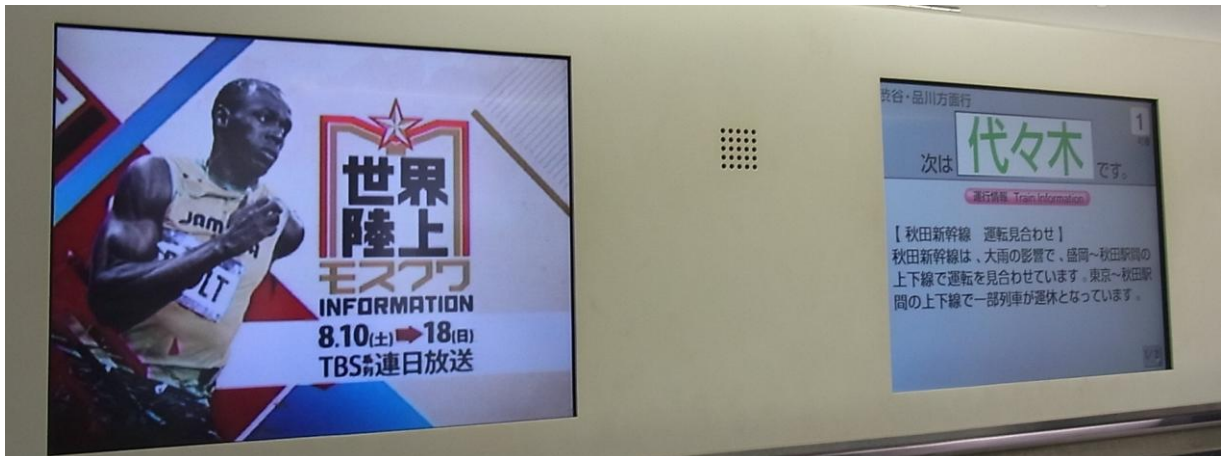 JAMAICA
世界
陸上
モスクワ
INFORMATION
8.10(土)➡18(日)
TBS系列連日放送
渋谷・品川方面行
1
次は 代々木 です。
運行情報 Train Information
【 秋田新幹線 運転見合わせ 】
秋田新幹線は、大雨の影響で、盛岡~秋田駅間の
上下線で運転を見合わせています。東京~秋田駅
間の上下線で一部列車が運休となっています。